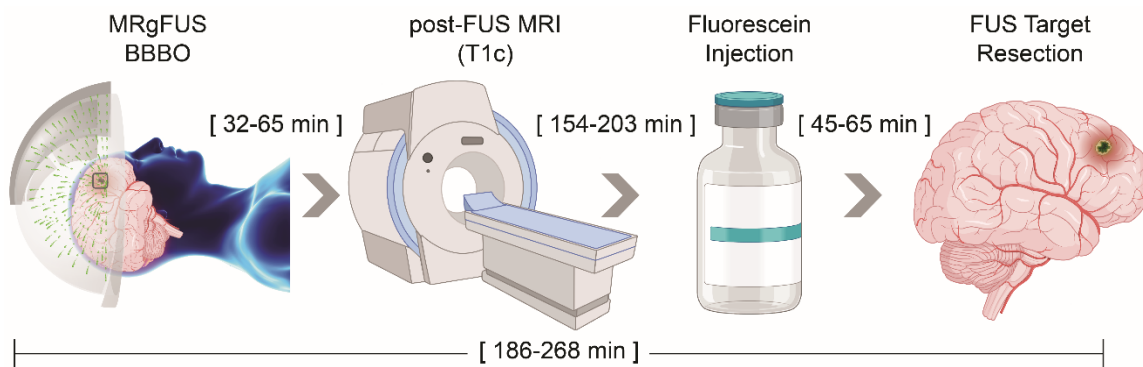 MRgFUS
BBBO
post-FUS MRI
(T1c)
Fluorescein
Injection
FUS Target
Resection
[ 32-65 min ]
[ 154-203 min ]
[ 45-65 min ]
[ 186-268 min ]